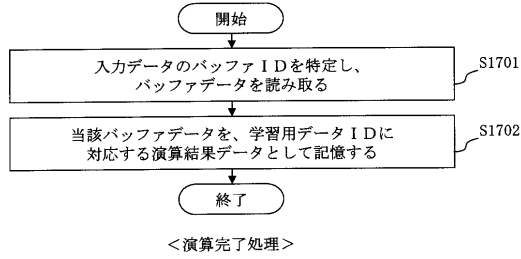 開始
入力データのバッファＩＤを特定し、
バッファデータを読み取る
S1701
当該バッファデータを、学習用データＩＤに
対応する演算結果データとして記憶する
S1702
終了
＜演算完了処理＞